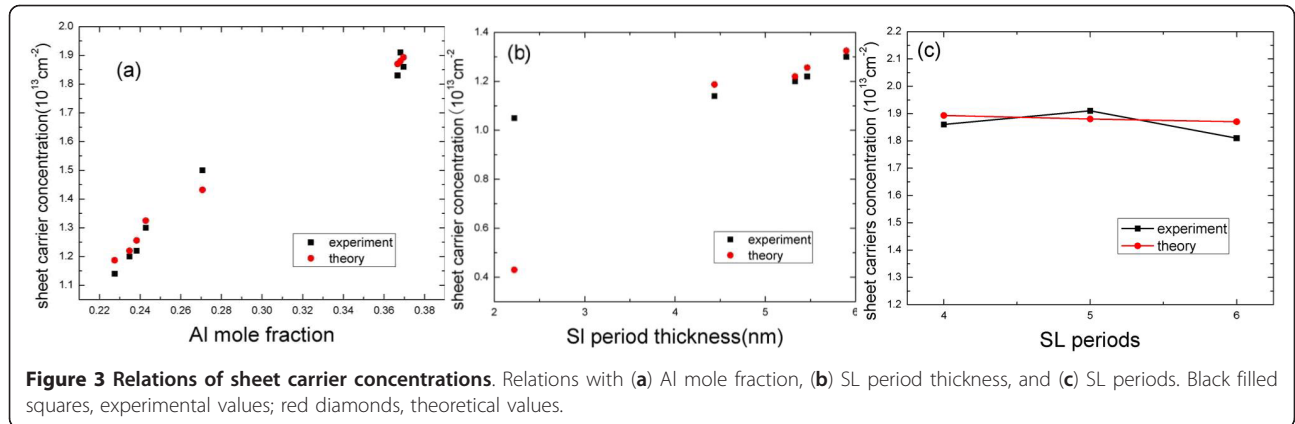 (a)
sheet carrier concentration(10^13cm^-2)
2.0
1.9
1.8
1.7
1.6
1.5
1.4
1.3
1.2
1.1
0.22 0.24 0.26 0.28 0.30 0.32 0.34 0.36 0.38
Al mole fraction
experiment
theory
(b)
sheet carrier concentration (10^13cm^-2)
1.4
1.2
1.0
0.8
0.6
0.4
2 3 4 5 6
Sl period thickness(nm)
experiment
theory
(c)
sheet carriers concentration (10^13cm^-2)
2.2
2.1
2.0
1.9
1.8
1.7
1.6
1.5
1.4
1.3
1.2
4 5 6
SL periods
experiment
theory
Figure 3 Relations of sheet carrier concentrations. Relations with (a) Al mole fraction, (b) SL period thickness, and (c) SL periods. Black filled
squares, experimental values; red diamonds, theoretical values.